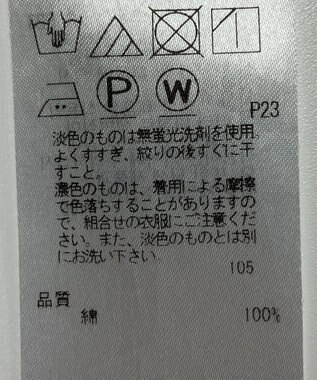 P W
P23
淡色のものは無蛍光洗剤を使用
よくすすぎ、絞りの後すぐに干
すこと。
濃色のものは、着用による摩擦
で色落ちすることがありますの
で、組合せの衣服にご注意くださ
い。また、淡色のものとは別
にお洗い下さい。
105
品質
綿 100%